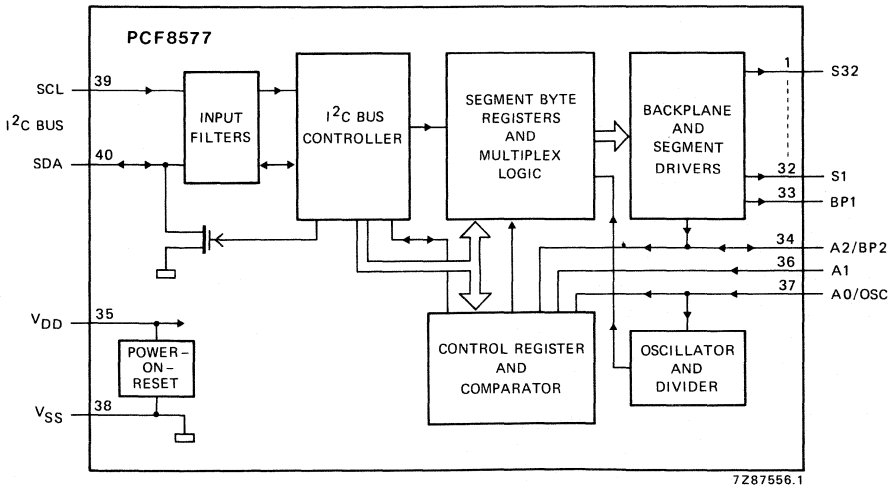 PCF8577
SCL
39
I²C BUS
SDA
40
INPUT
FILTERS
I²C BUS
CONTROLLER
SEGMENT BYTE
REGISTERS
AND
MULTIPLEX
LOGIC
BACKPLANE
AND
SEGMENT
DRIVERS
1
S32
32
S1
33
BP1
34
A2/BP2
36
A1
37
A0/OSC
VDD
35
POWER–
ON–
RESET
VSS
38
CONTROL REGISTER
AND
COMPARATOR
OSCILLATOR
AND
DIVIDER
7Z87556.1